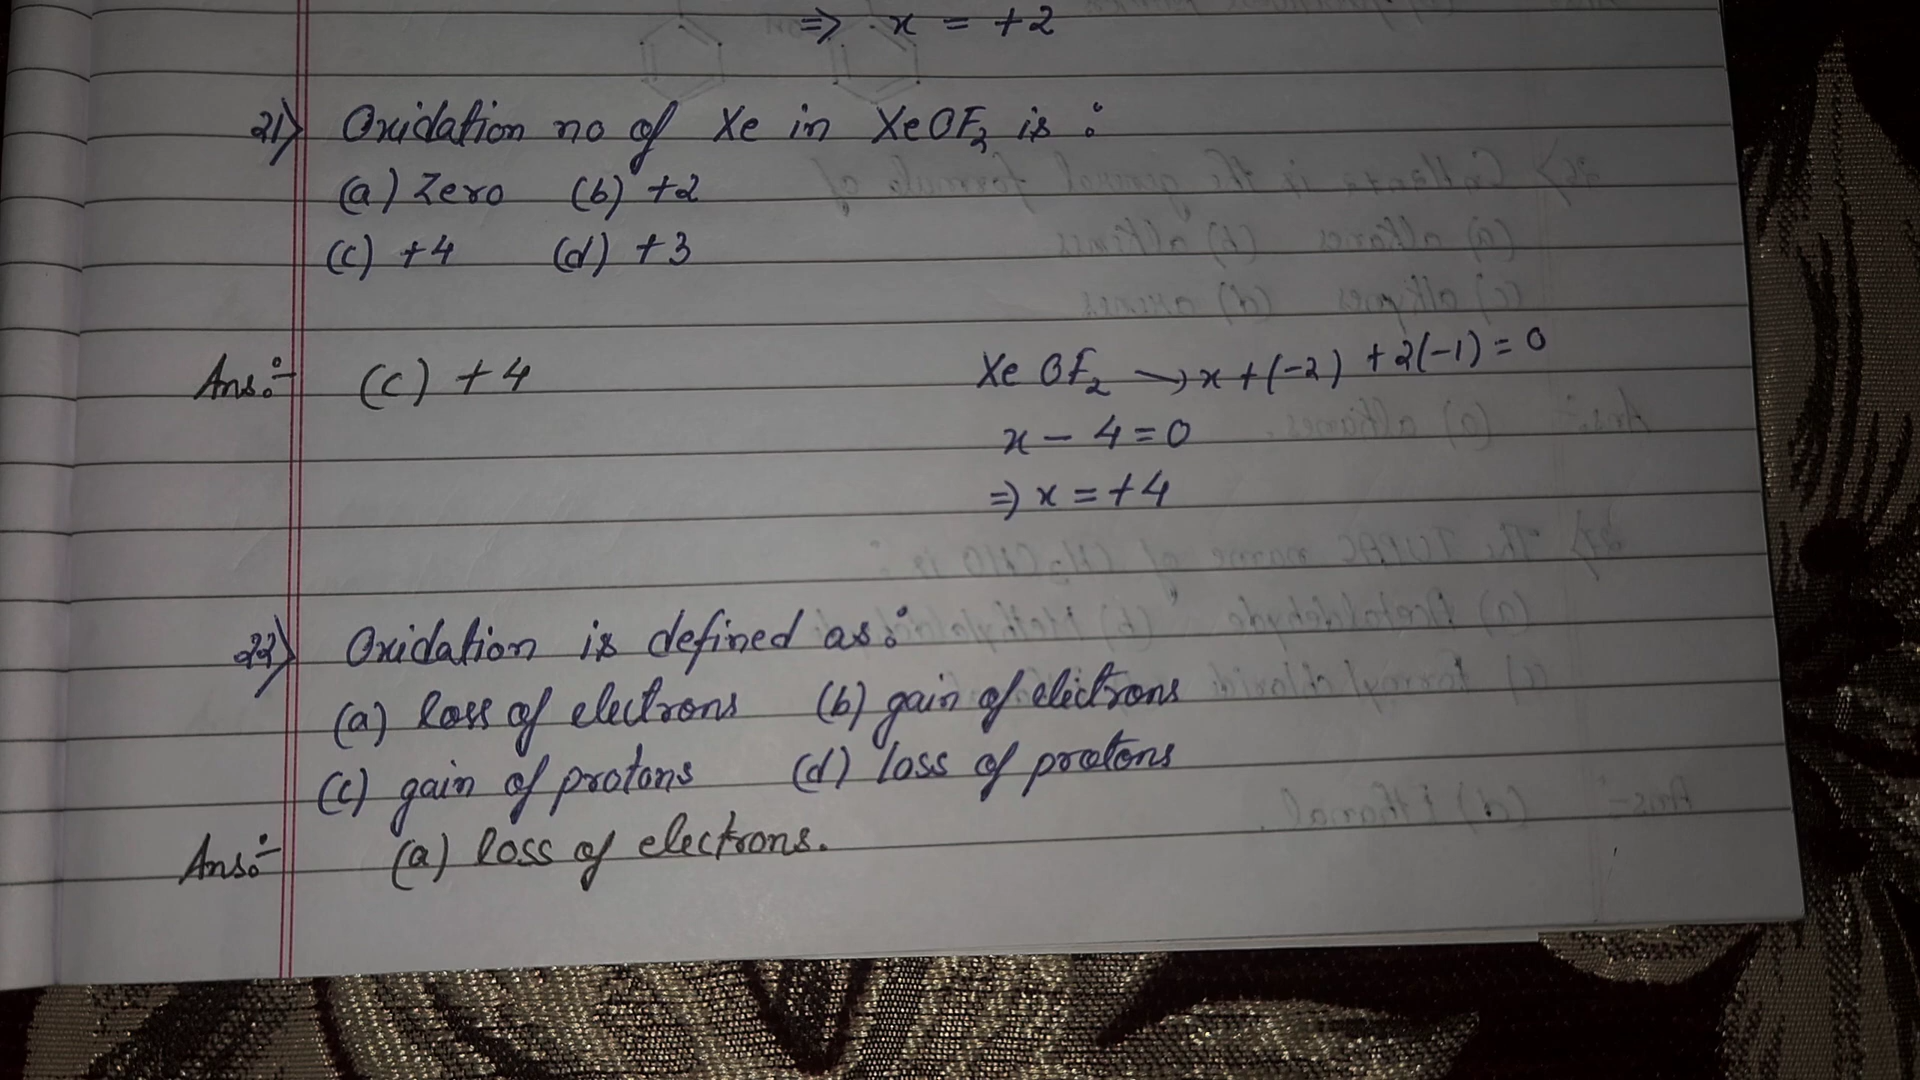 ⇒ x = +2
21) Oxidation no of Xe in XeOF₂ is :
(a) Zero (b) +2
(c) +4 (d) +3
Ans:- (c) +4
XeOF₂ → x+(-2) +2(-1)=0
x - 4=0
⇒ x = +4
22) Oxidation is defined as:
(a) loss of electrons (b) gain of electrons
(c) gain of protons (d) loss of protons
Ans:- (a) loss of electrons.